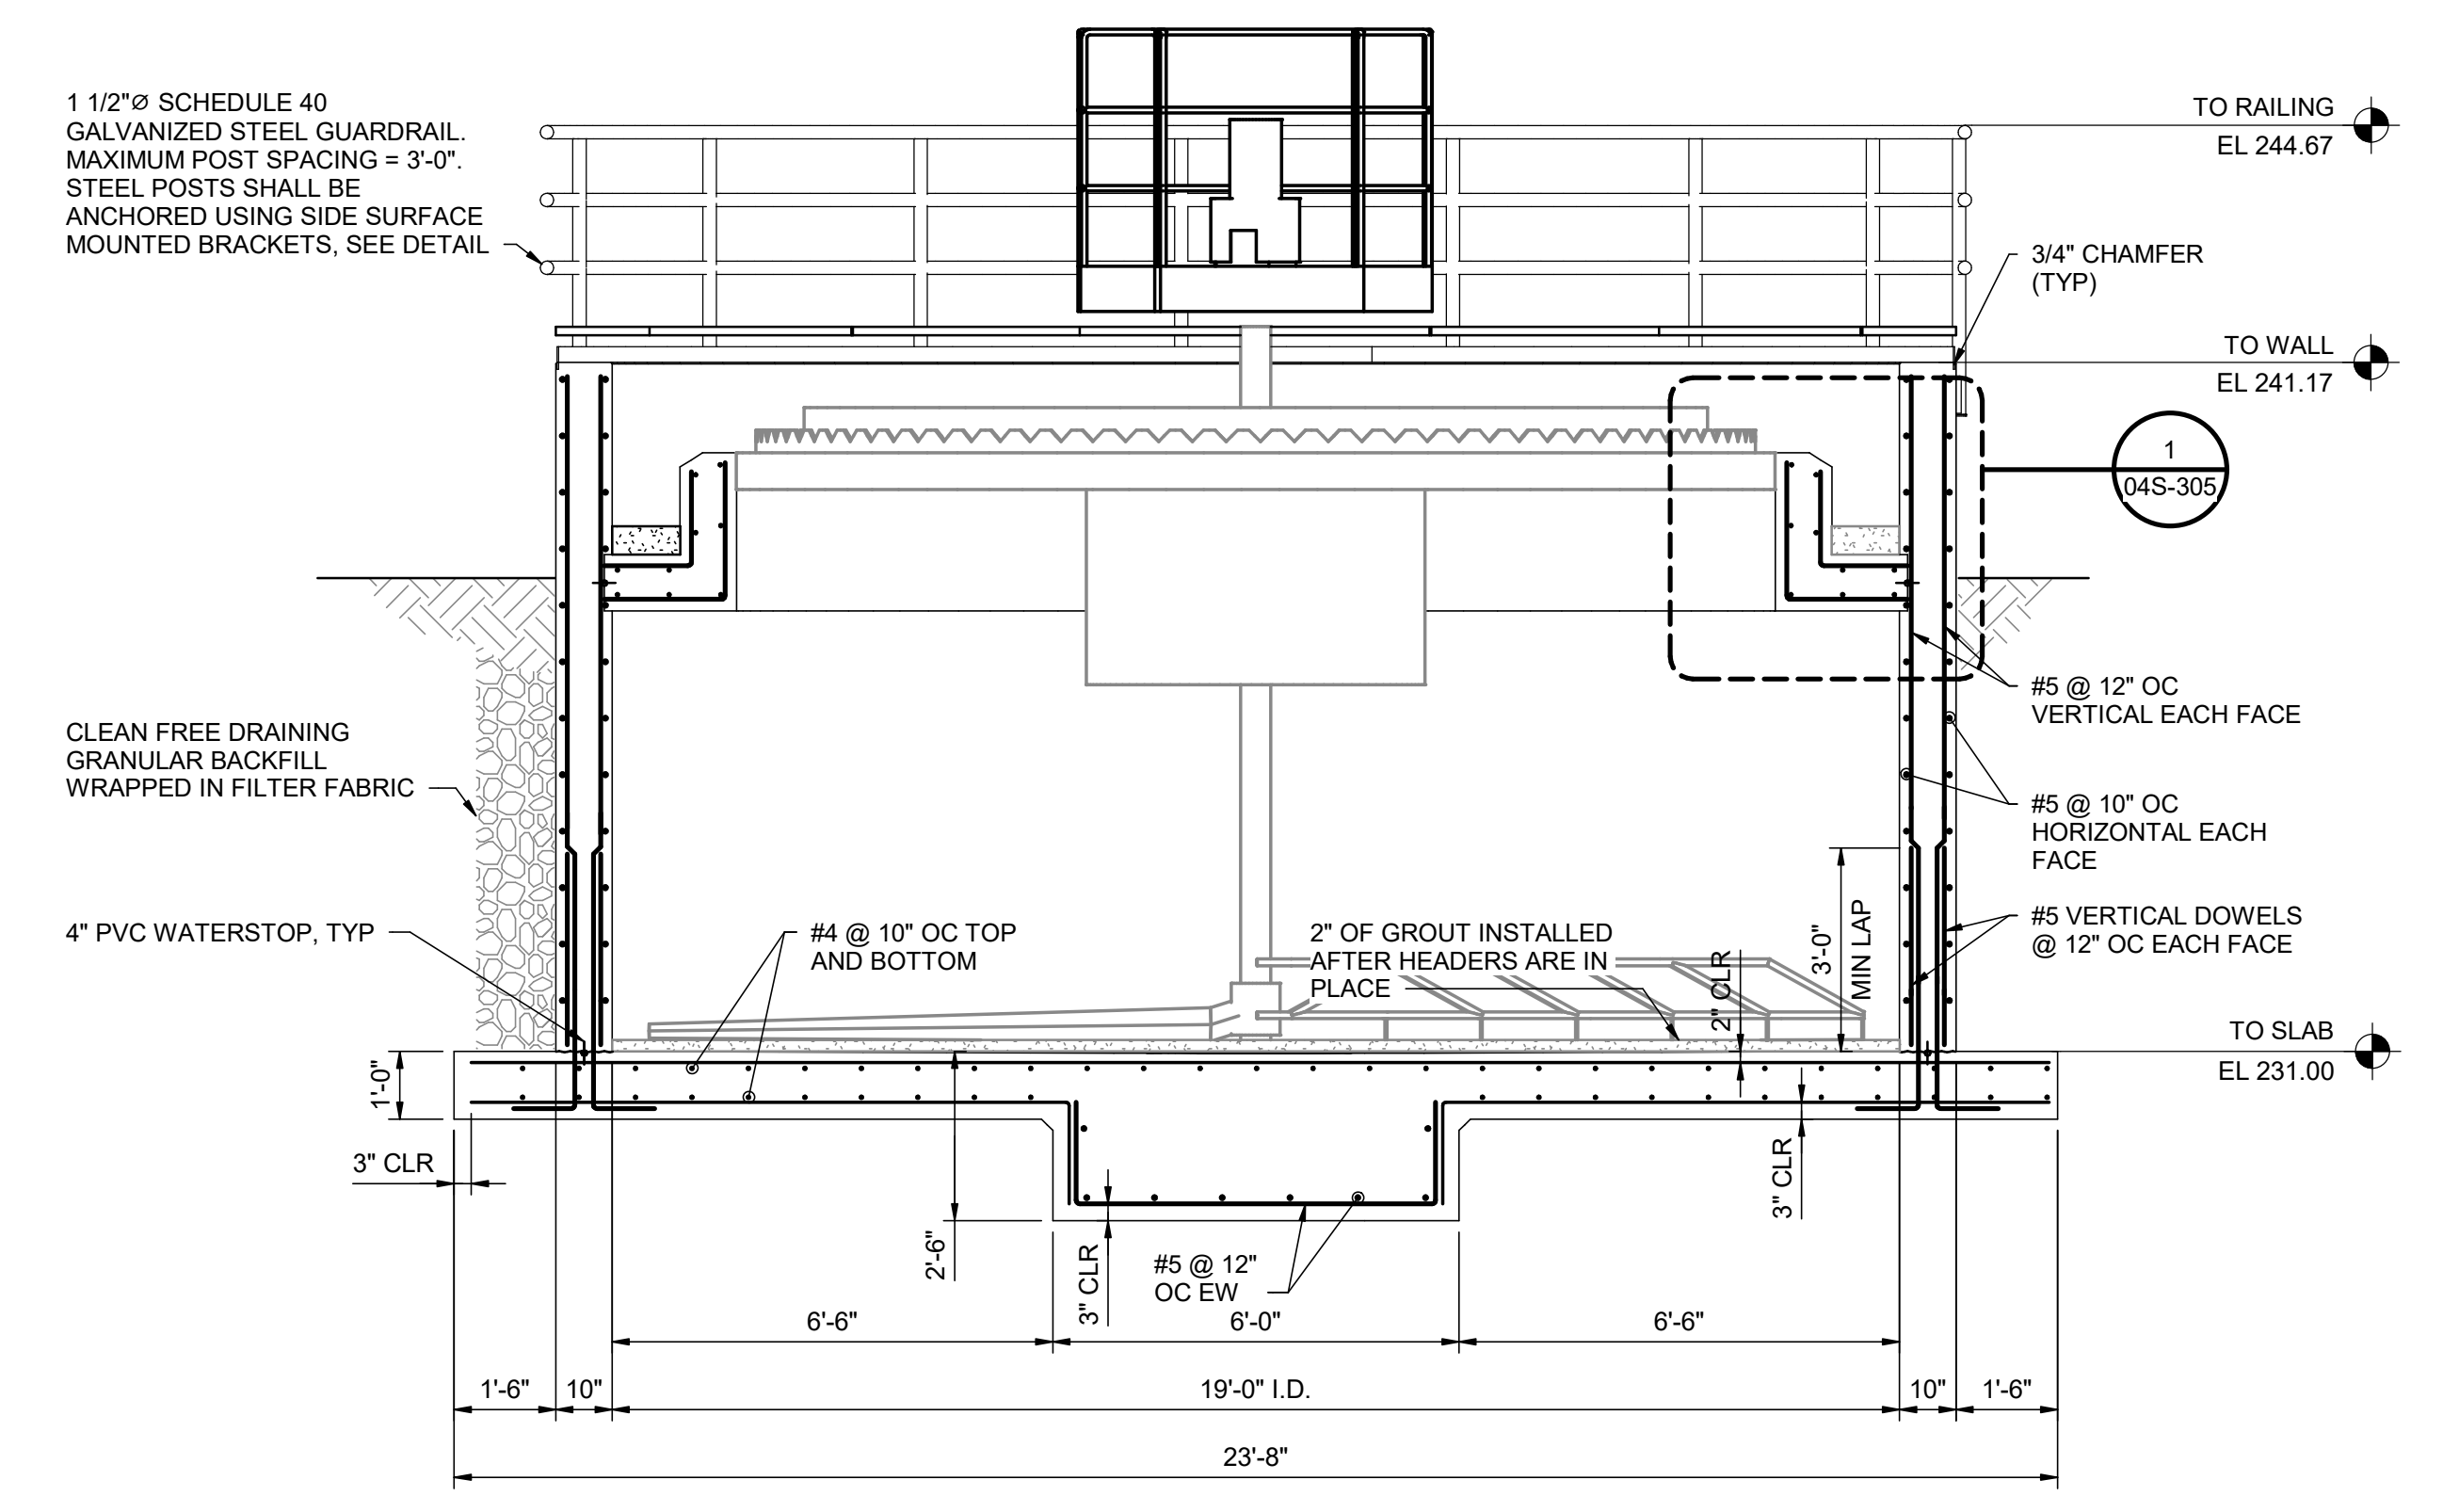 1 1/2"⌀ SCHEDULE 40
GALVANIZED STEEL GUARDRAIL.
MAXIMUM POST SPACING = 3'-0".
STEEL POSTS SHALL BE
ANCHORED USING SIDE SURFACE
MOUNTED BRACKETS, SEE DETAIL
TO RAILING
EL 244.67
3/4" CHAMFER
(TYP)
TO WALL
EL 241.17
1
04S-305
#5 @ 12" OC
VERTICAL EACH FACE
CLEAN FREE DRAINING
GRANULAR BACKFILL
WRAPPED IN FILTER FABRIC
#5 @ 10" OC
HORIZONTAL EACH
FACE
4" PVC WATERSTOP, TYP
#4 @ 10" OC TOP
AND BOTTOM
2" OF GROUT INSTALLED
AFTER HEADERS ARE IN
PLACE
2" CLR
3'-0"
MIN LAP
#5 VERTICAL DOWELS
@ 12" OC EACH FACE
TO SLAB
EL 231.00
1'-0"
3" CLR
2'-6"
3" CLR
#5 @ 12"
OC EW
3" CLR
6'-6"
6'-0"
6'-6"
1'-6"
10"
19'-0" I.D.
10"
1'-6"
23'-8"